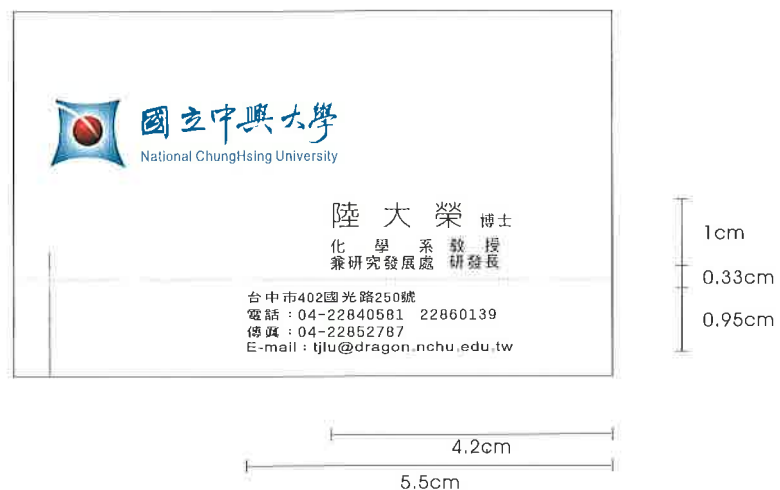 國立中興大學
National ChungHsing University
陸大榮 博士
化學系 教授
兼研究發展處 研發長
台中市402國光路250號
電話：04-22840581 22860139
傳真：04-22852787
E-mail：tjlu@dragon.nchu.edu.tw
1cm
0.33cm
0.95cm
4.2cm
5.5cm